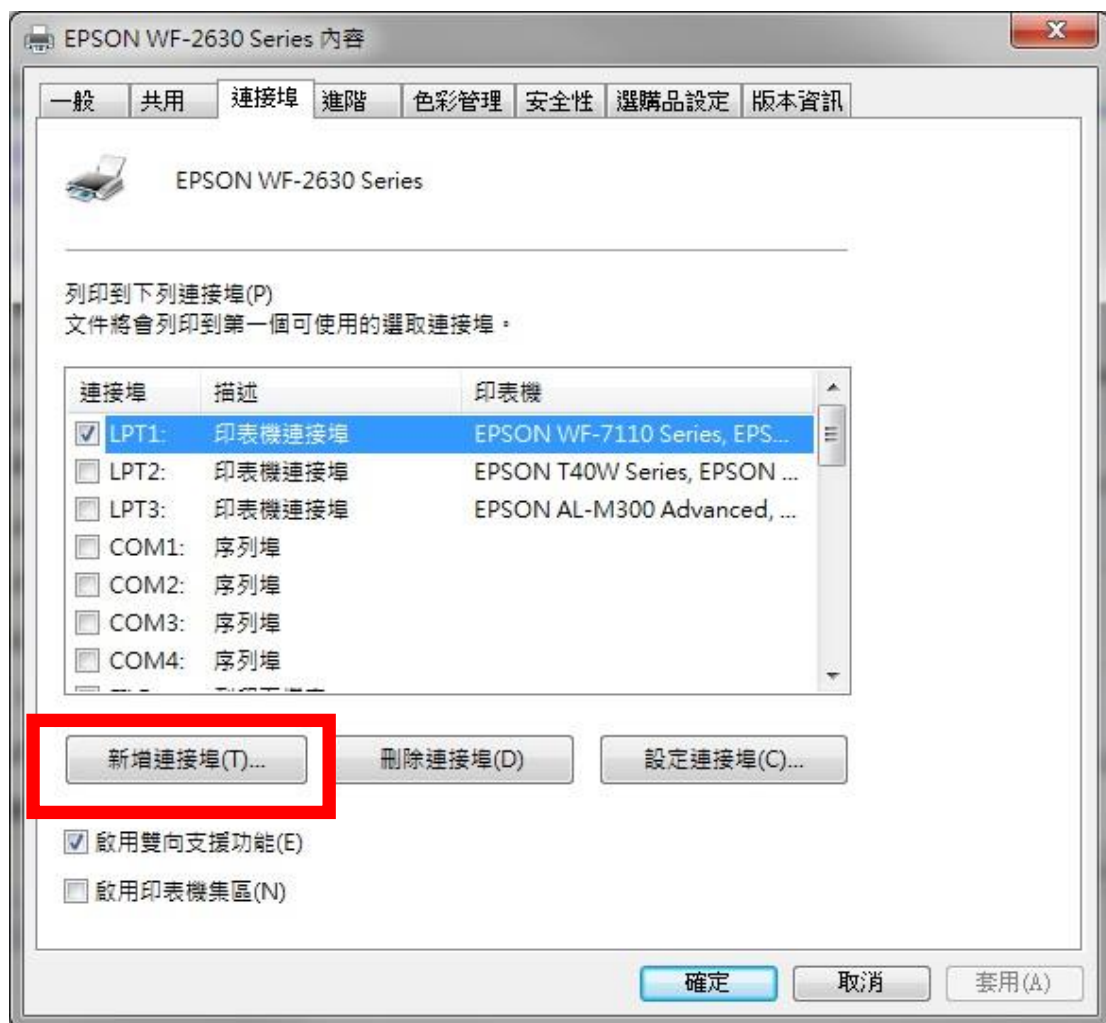 EPSON WF-2630 Series 內容
一般 共用 連接埠 進階 色彩管理 安全性 選購品設定 版本資訊
EPSON WF-2630 Series
列印到下列連接埠(P)
文件將會列印到第一個可使用的選取連接埠。
連接埠 描述 印表機
LPT1: 印表機連接埠 EPSON WF-7110 Series, EPS...
LPT2: 印表機連接埠 EPSON T40W Series, EPSON ...
LPT3: 印表機連接埠 EPSON AL-M300 Advanced, ...
COM1: 序列埠
COM2: 序列埠
COM3: 序列埠
COM4: 序列埠
新增連接埠(T)... 刪除連接埠(D) 設定連接埠(C)...
啟用雙向支援功能(E)
啟用印表機集區(N)
確定 取消 套用(A)